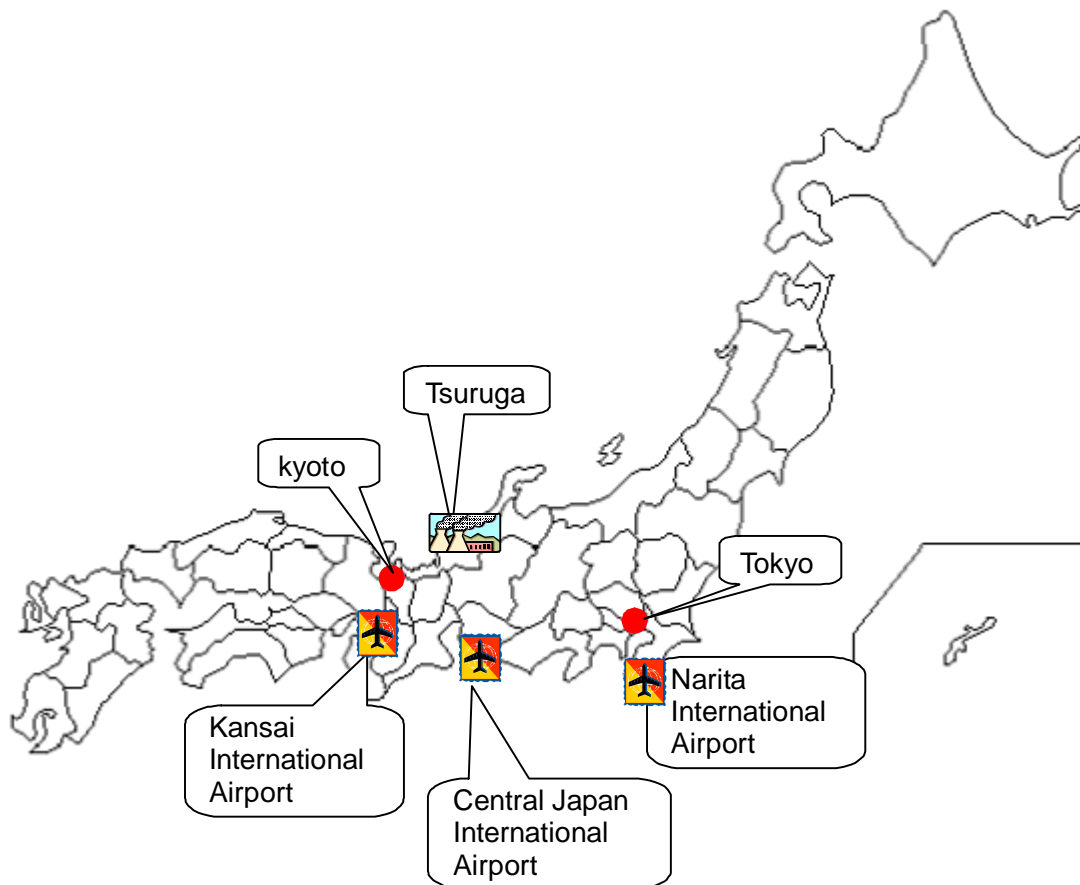 Tsuruga
kyoto
Tokyo
Narita
International
Airport
Kansai
International
Airport
Central Japan
International
Airport